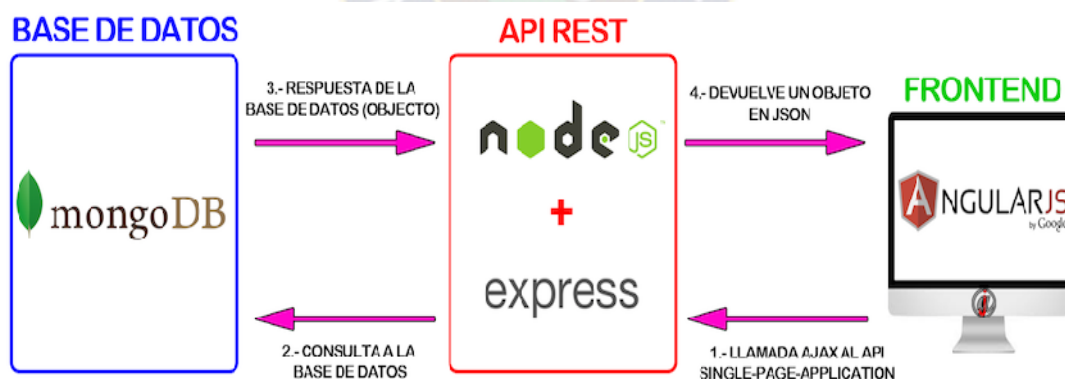 BASE DE DATOS
API REST
FRONTEND
3.- RESPUESTA DE LA
BASE DE DATOS (OBJECTO)
4.- DEVUELVE UN OBJETO
EN JSON
mongoDB
node
JS
™
+
express
ANGULARJS
by Google
2.- CONSULTA A LA
BASE DE DATOS
1.- LLAMADA AJAX AL API
SINGLE-PAGE-APPLICATION